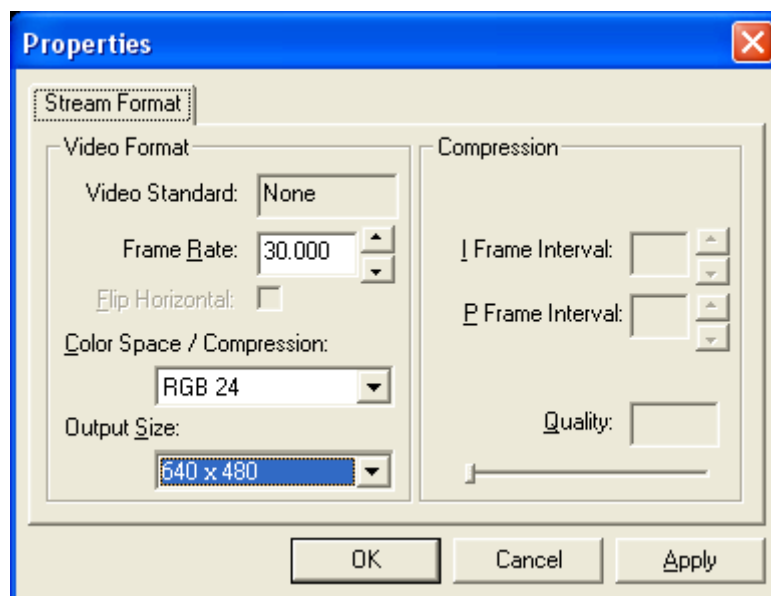 Properties
Stream Format
Video Format
Video Standard: None
Frame Rate: 30.000
Flip Horizontal:
Color Space / Compression:
RGB 24
Output Size:
640 x 480
Compression
I Frame Interval:
P Frame Interval:
Quality:
OK Cancel Apply